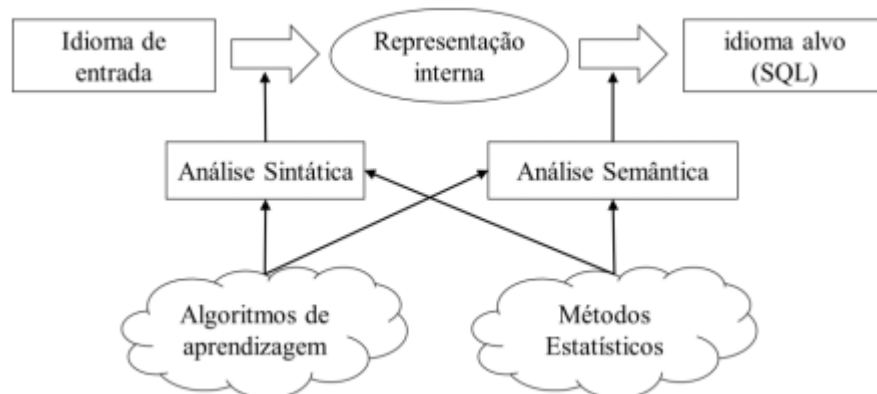 Idioma de
entrada
Representação
interna
idioma alvo
(SQL)
Análise Sintática
Análise Semântica
Algoritmos de
aprendizagem
Métodos
Estatísticos